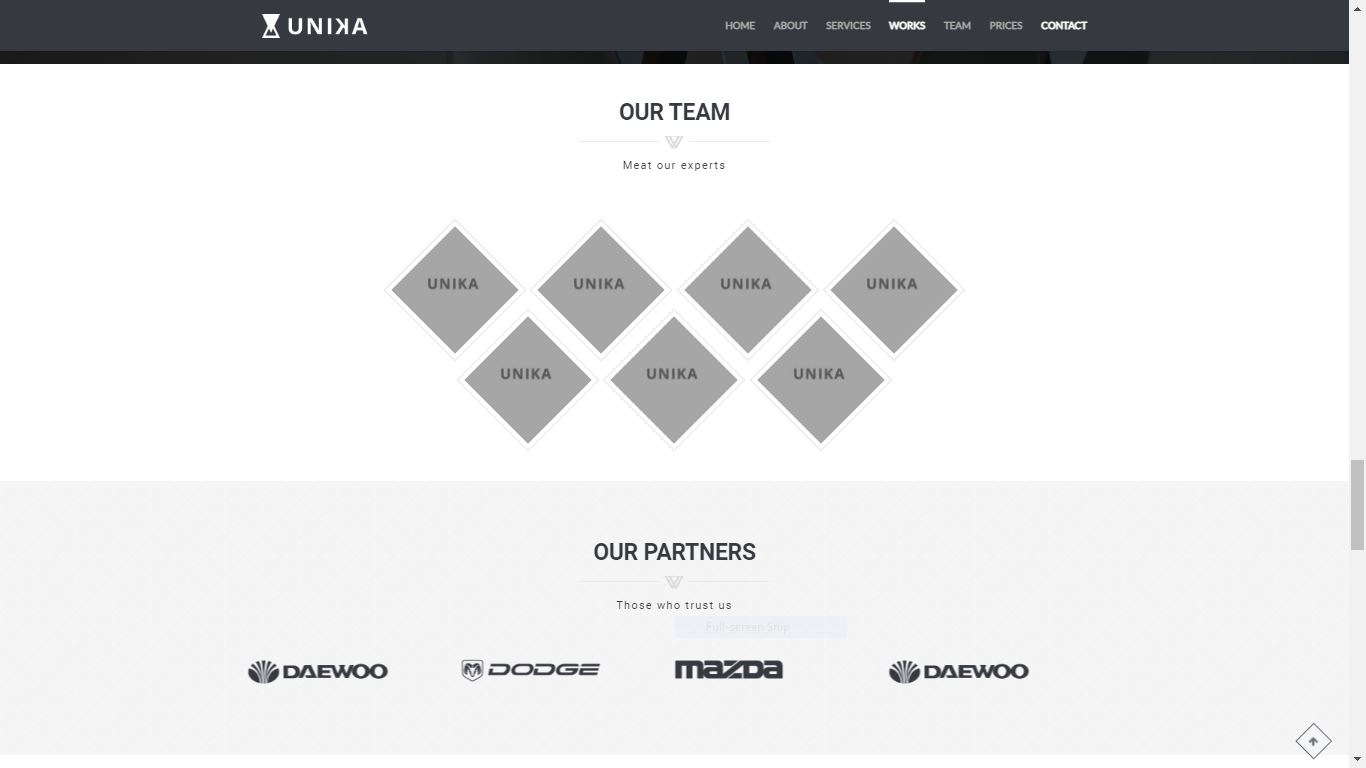 UNIKA
HOME ABOUT SERVICES WORKS TEAM PRICES CONTACT
OUR TEAM
Meat our experts
UNIKA UNIKA UNIKA UNIKA
UNIKA UNIKA UNIKA
OUR PARTNERS
Those who trust us
Full-screen Snip
DAEWOO DODGE mazda DAEWOO